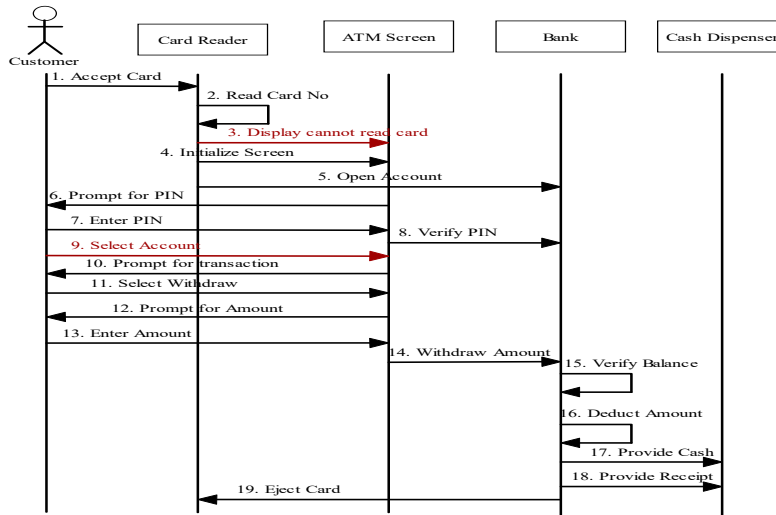 Card Reader
ATM Screen
Bank
Cash Dispenser
Customer
1. Accept Card
2. Read Card No
3. Display cannot read card
4. Initialize Screen
5. Open Account
6. Prompt for PIN
7. Enter PIN
8. Verify PIN
9. Select Account
10. Prompt for transaction
11. Select Withdraw
12. Prompt for Amount
13. Enter Amount
14. Withdraw Amount
15. Verify Balance
16. Deduct Amount
17. Provide Cash
18. Provide Receipt
19. Eject Card